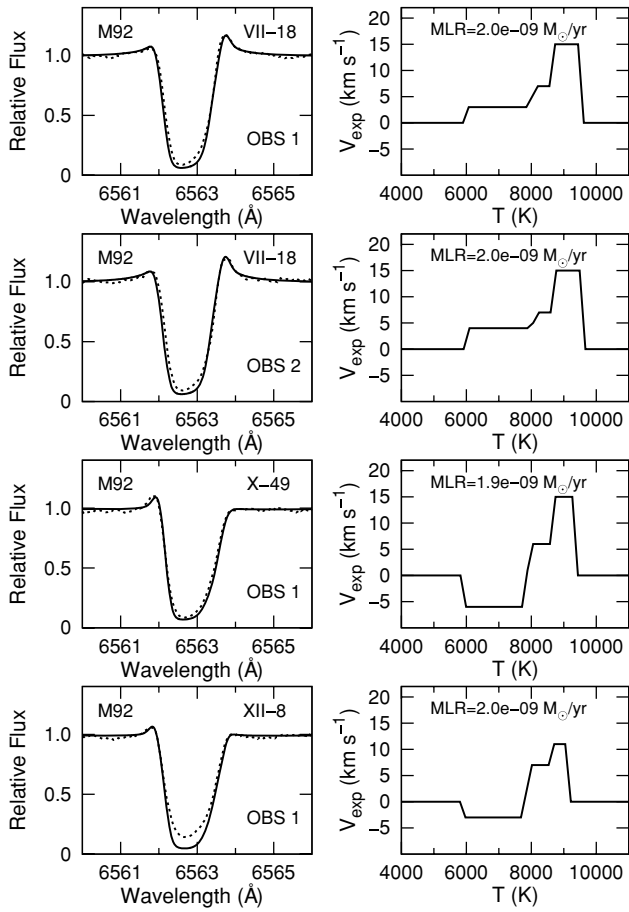 M92 VII−18
OBS 1
Relative Flux
0 0.5 1.0
6561 6563 6565
Wavelength (Å)
MLR=2.0e−09 M⊙/yr
V_exp (km s⁻¹)
−5 0 5 10 15 20
4000 6000 8000 10000
T (K)
M92 VII−18
OBS 2
Relative Flux
0 0.5 1.0
6561 6563 6565
Wavelength (Å)
MLR=2.0e−09 M⊙/yr
V_exp (km s⁻¹)
−5 0 5 10 15 20
4000 6000 8000 10000
T (K)
M92 X−49
OBS 1
Relative Flux
0 0.5 1.0
6561 6563 6565
Wavelength (Å)
MLR=1.9e−09 M⊙/yr
V_exp (km s⁻¹)
−5 0 5 10 15 20
4000 6000 8000 10000
T (K)
M92 XII−8
OBS 1
Relative Flux
0 0.5 1.0
6561 6563 6565
Wavelength (Å)
MLR=2.0e−09 M⊙/yr
V_exp (km s⁻¹)
−5 0 5 10 15 20
4000 6000 8000 10000
T (K)